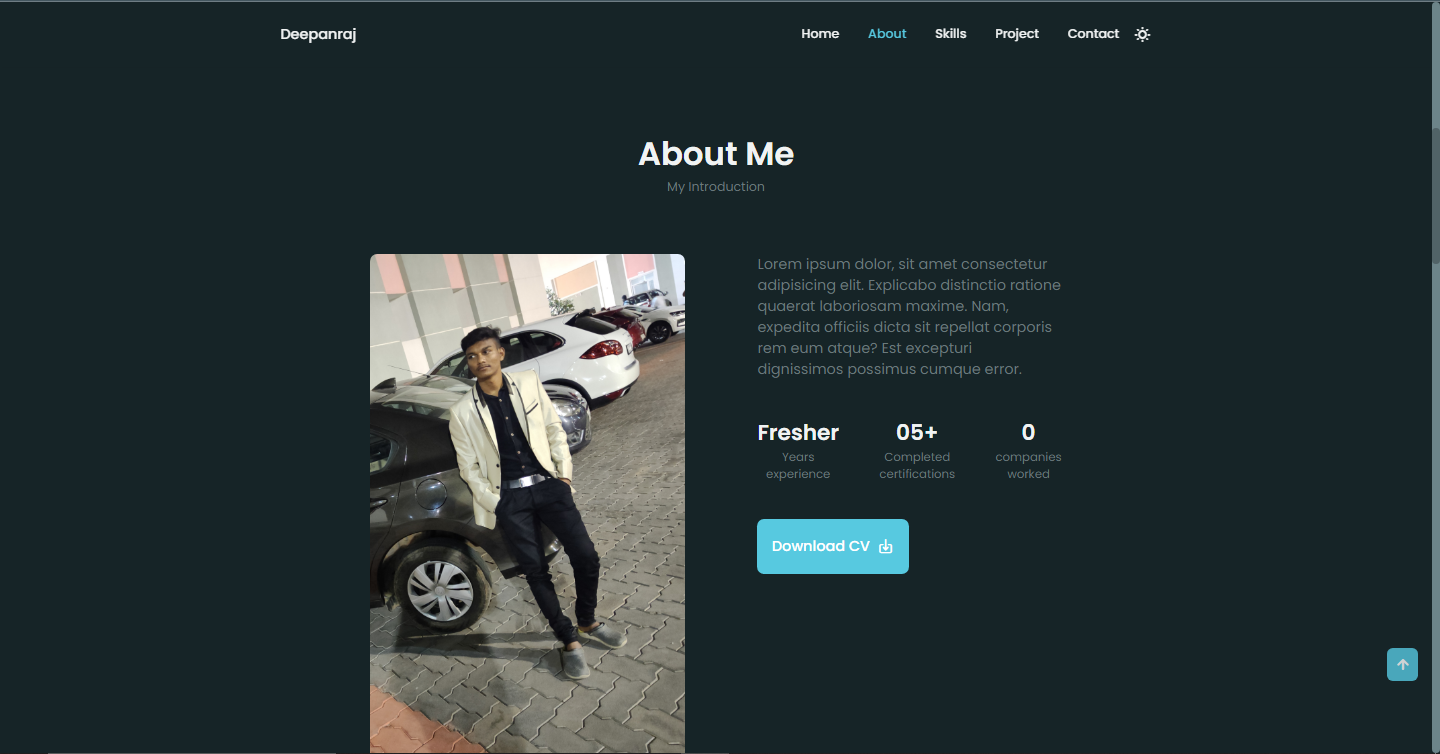 Deepanraj
Home About Skills Project Contact
About Me
My Introduction
Lorem ipsum dolor, sit amet consectetur
adipisicing elit. Explicabo distinctio ratione
quaerat laboriosam maxime. Nam,
expedita officiis dicta sit repellat corporis
rem eum atque? Est excepturi
dignissimos possimus cumque error.
Fresher 05+ 0
Years Completed companies
experience certifications worked
Download CV